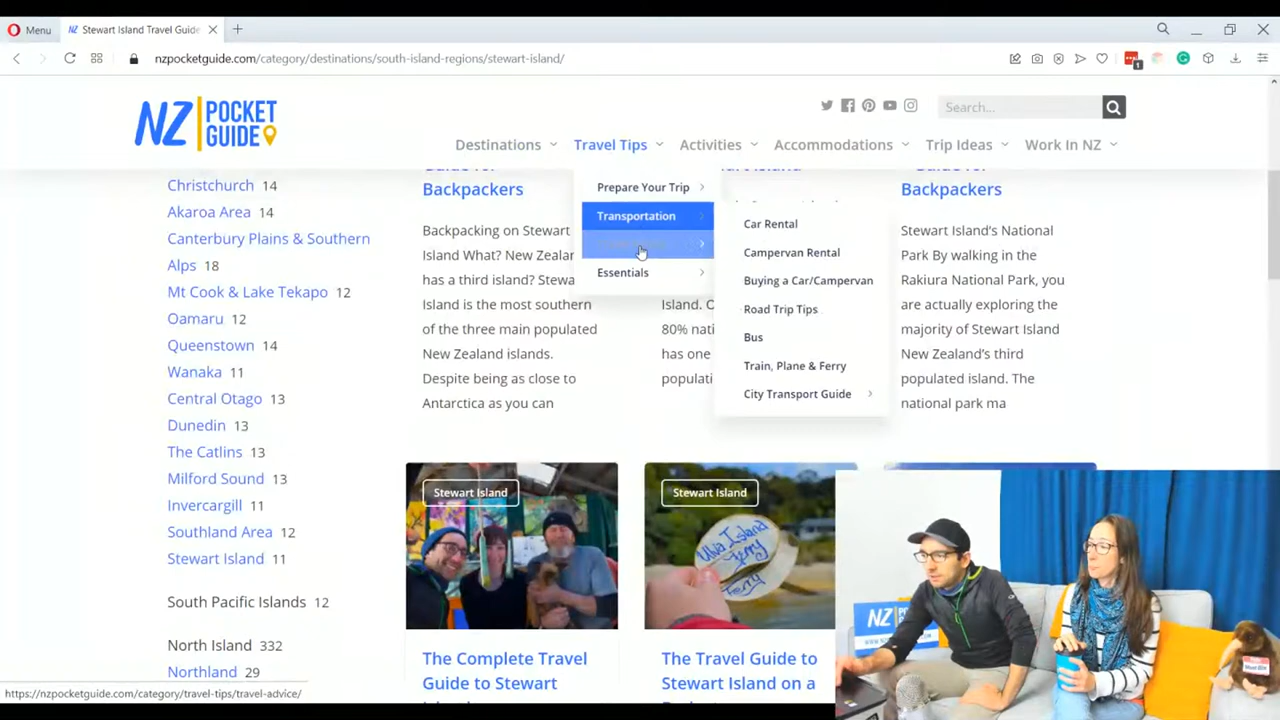 Menu
Stewart Island Travel Guide
nzpocketguide.com/category/destinations/south-island-regions/stewart-island/
1
NZ POCKET GUIDE
Search...
Destinations
Travel Tips
Activities
Accommodations
Trip Ideas
Work In NZ
Prepare Your Trip
Transportation
Essentials
Car Rental
Campervan Rental
Buying a Car/Campervan
Road Trip Tips
Bus
Train, Plane & Ferry
City Transport Guide
Christchurch 14
Akaroa Area 14
Canterbury Plains & Southern
Alps 18
Mt Cook & Lake Tekapo 12
Oamaru 12
Queenstown 14
Wanaka 11
Central Otago 13
Dunedin 13
The Catlins 13
Milford Sound 13
Invercargill 11
Southland Area 12
Stewart Island 11
South Pacific Islands 12
North Island 332
Northland 29
Backpackers
Backpacking on Stewart
Island What? New Zealan
has a third island? Stewa
Island is the most southern
of the three main populated
New Zealand islands.
Despite being as close to
Antarctica as you can
Island. O
80% nati
has one
populati
Backpackers
Stewart Island's National
Park By walking in the
Rakiura National Park, you
are actually exploring the
majority of Stewart Island
New Zealand's third
populated island. The
national park ma
Stewart Island
The Complete Travel
Guide to Stewart
Stewart Island
Ulva Island
Ferry
Ferry
The Travel Guide to
Stewart Island on a
NZ POCKET GUIDE
https://nzpocketguide.com/category/travel-tips/travel-advice/